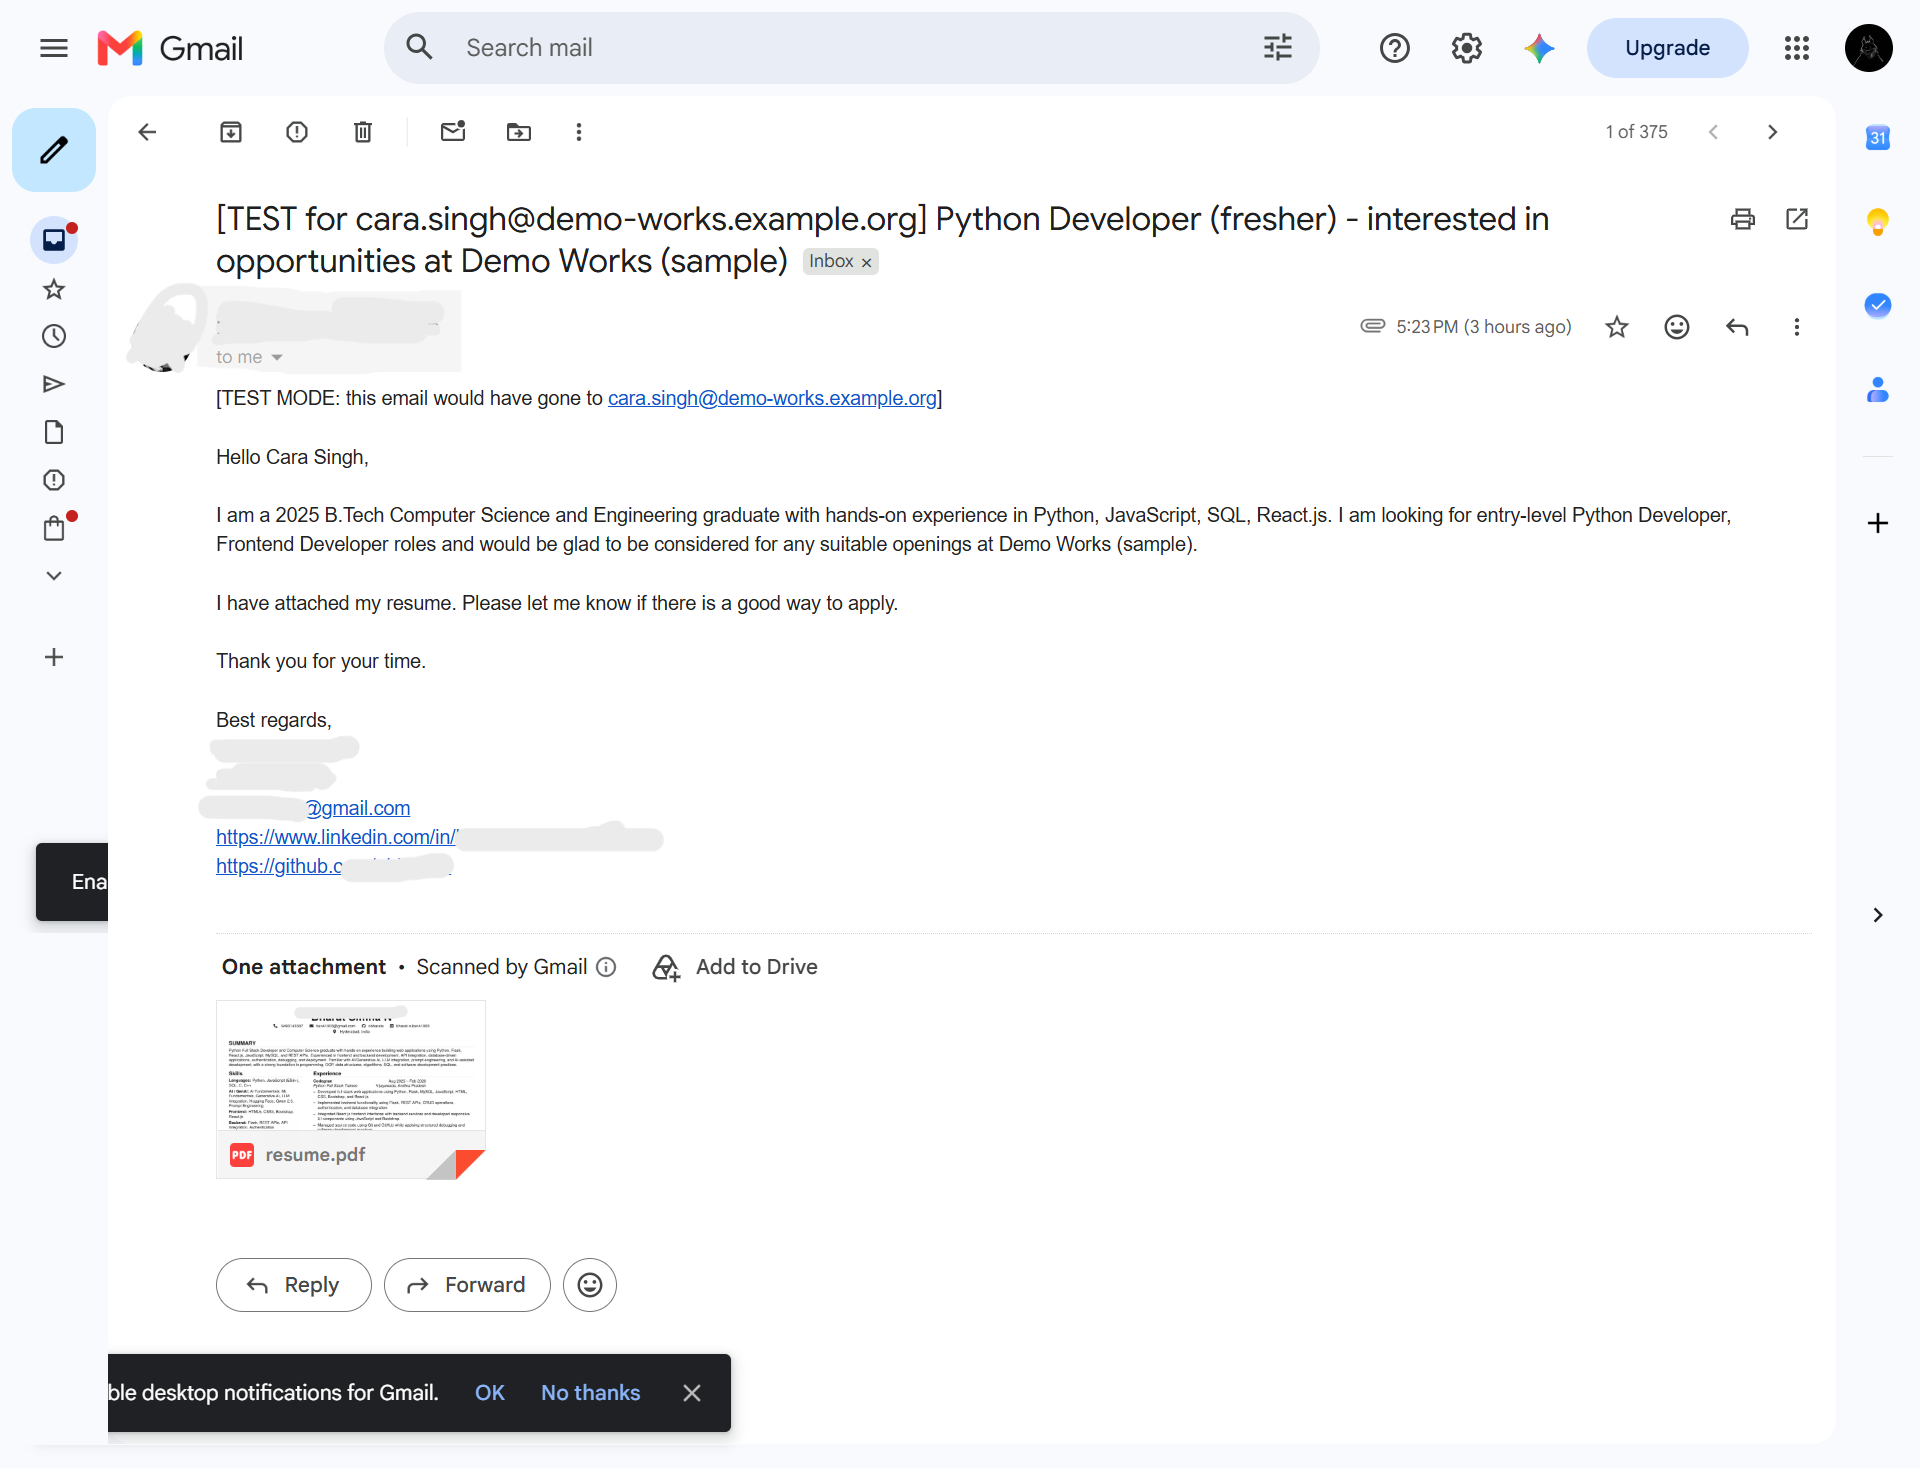 Gmail
Search mail
Upgrade
1 of 375
31
[TEST for cara.singh@demo-works.example.org] Python Developer (fresher) - interested in
opportunities at Demo Works (sample) Inbox ×
to me
5:23 PM (3 hours ago)
[TEST MODE: this email would have gone to cara.singh@demo-works.example.org]
Hello Cara Singh,
I am a 2025 B.Tech Computer Science and Engineering graduate with hands-on experience in Python, JavaScript, SQL, React.js. I am looking for entry-level Python Developer,
Frontend Developer roles and would be glad to be considered for any suitable openings at Demo Works (sample).
I have attached my resume. Please let me know if there is a good way to apply.
Thank you for your time.
Best regards,
@gmail.com
https://www.linkedin.com/in/
https://github.c
Ena
One attachment • Scanned by Gmail
Add to Drive
SUMMARY
Skills
Experience
PDF resume.pdf
Reply
Forward
ble desktop notifications for Gmail.
OK
No thanks